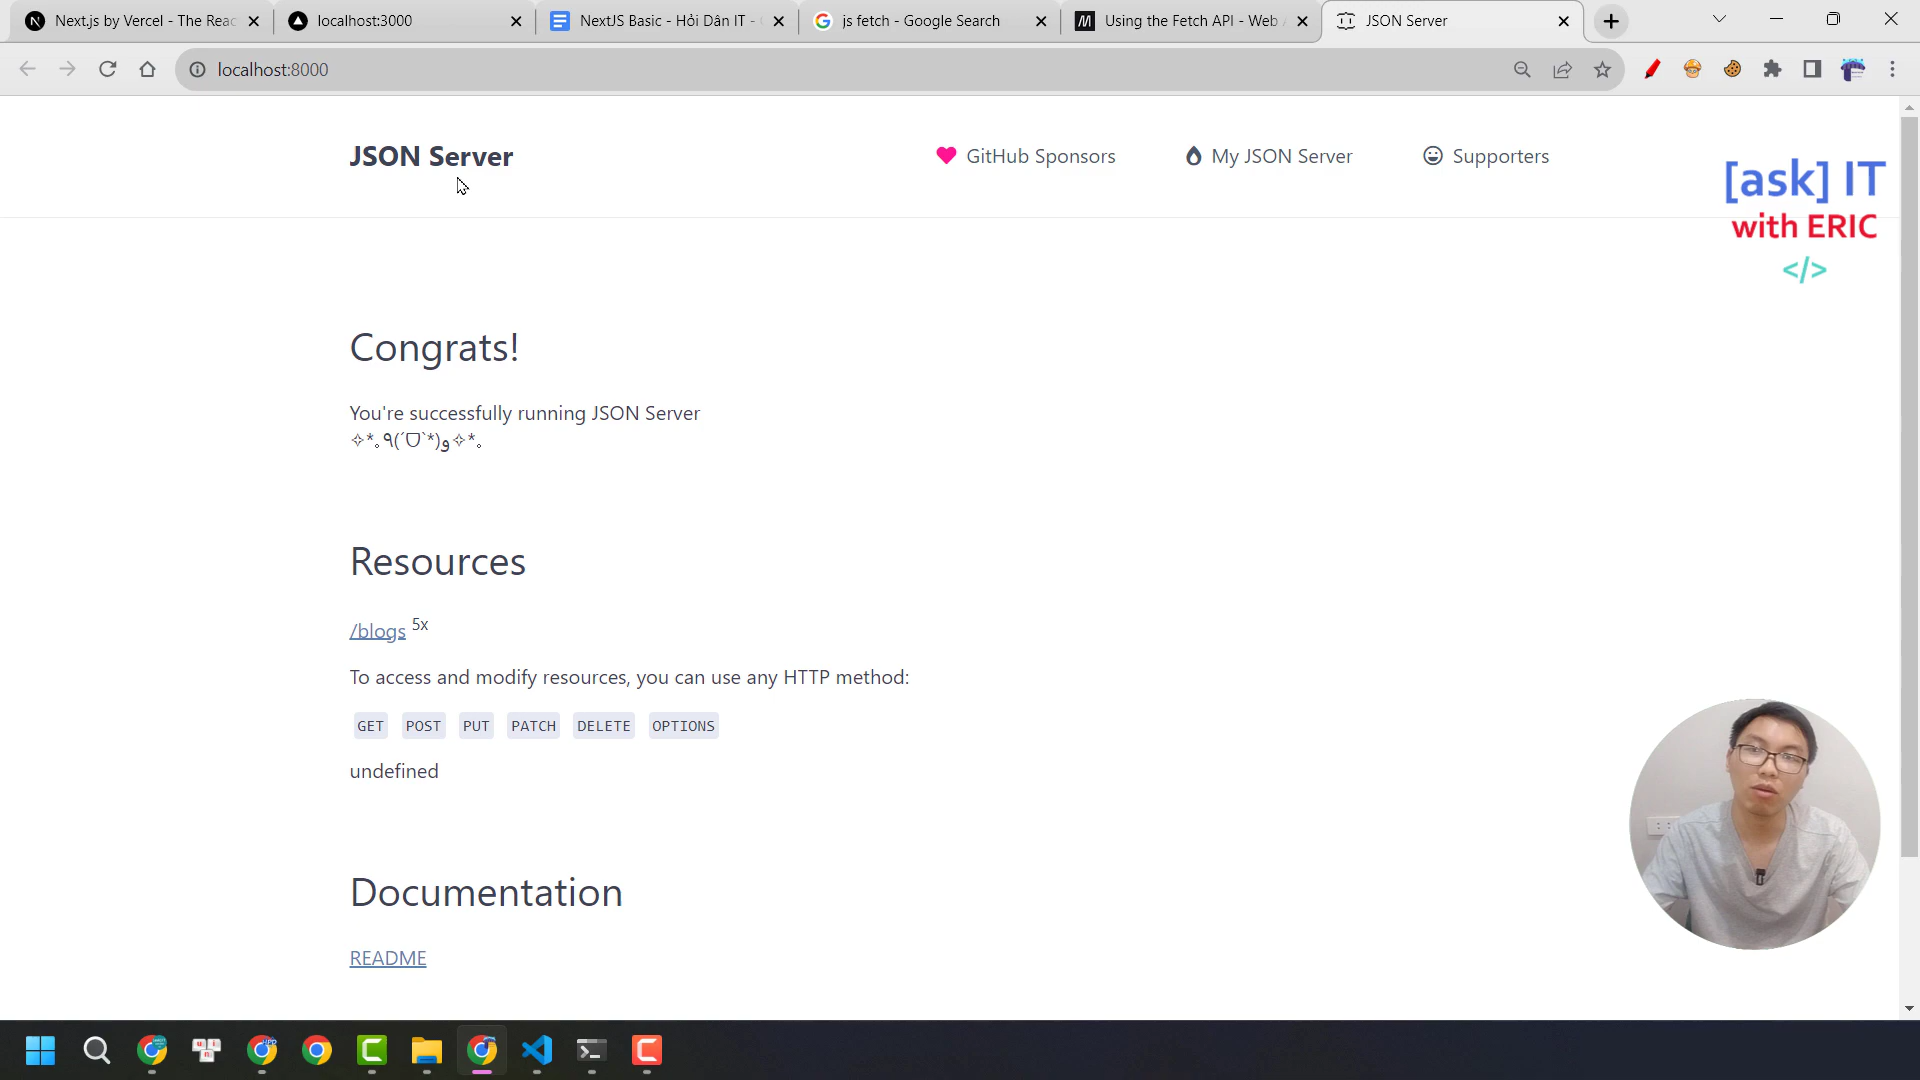 Next.js by Vercel - The Reac
localhost:3000
NextJS Basic - Hỏi Dân IT -
js fetch - Google Search
Using the Fetch API - Web
JSON Server
localhost:8000
JSON Server
GitHub Sponsors
My JSON Server
Supporters
[ask] IT
with ERIC
</>
Congrats!
You're successfully running JSON Server
✧*｡٩(ˊᗜˋ*)و✧*｡
Resources
/blogs 5x
To access and modify resources, you can use any HTTP method:
GET POST PUT PATCH DELETE OPTIONS
undefined
Documentation
README